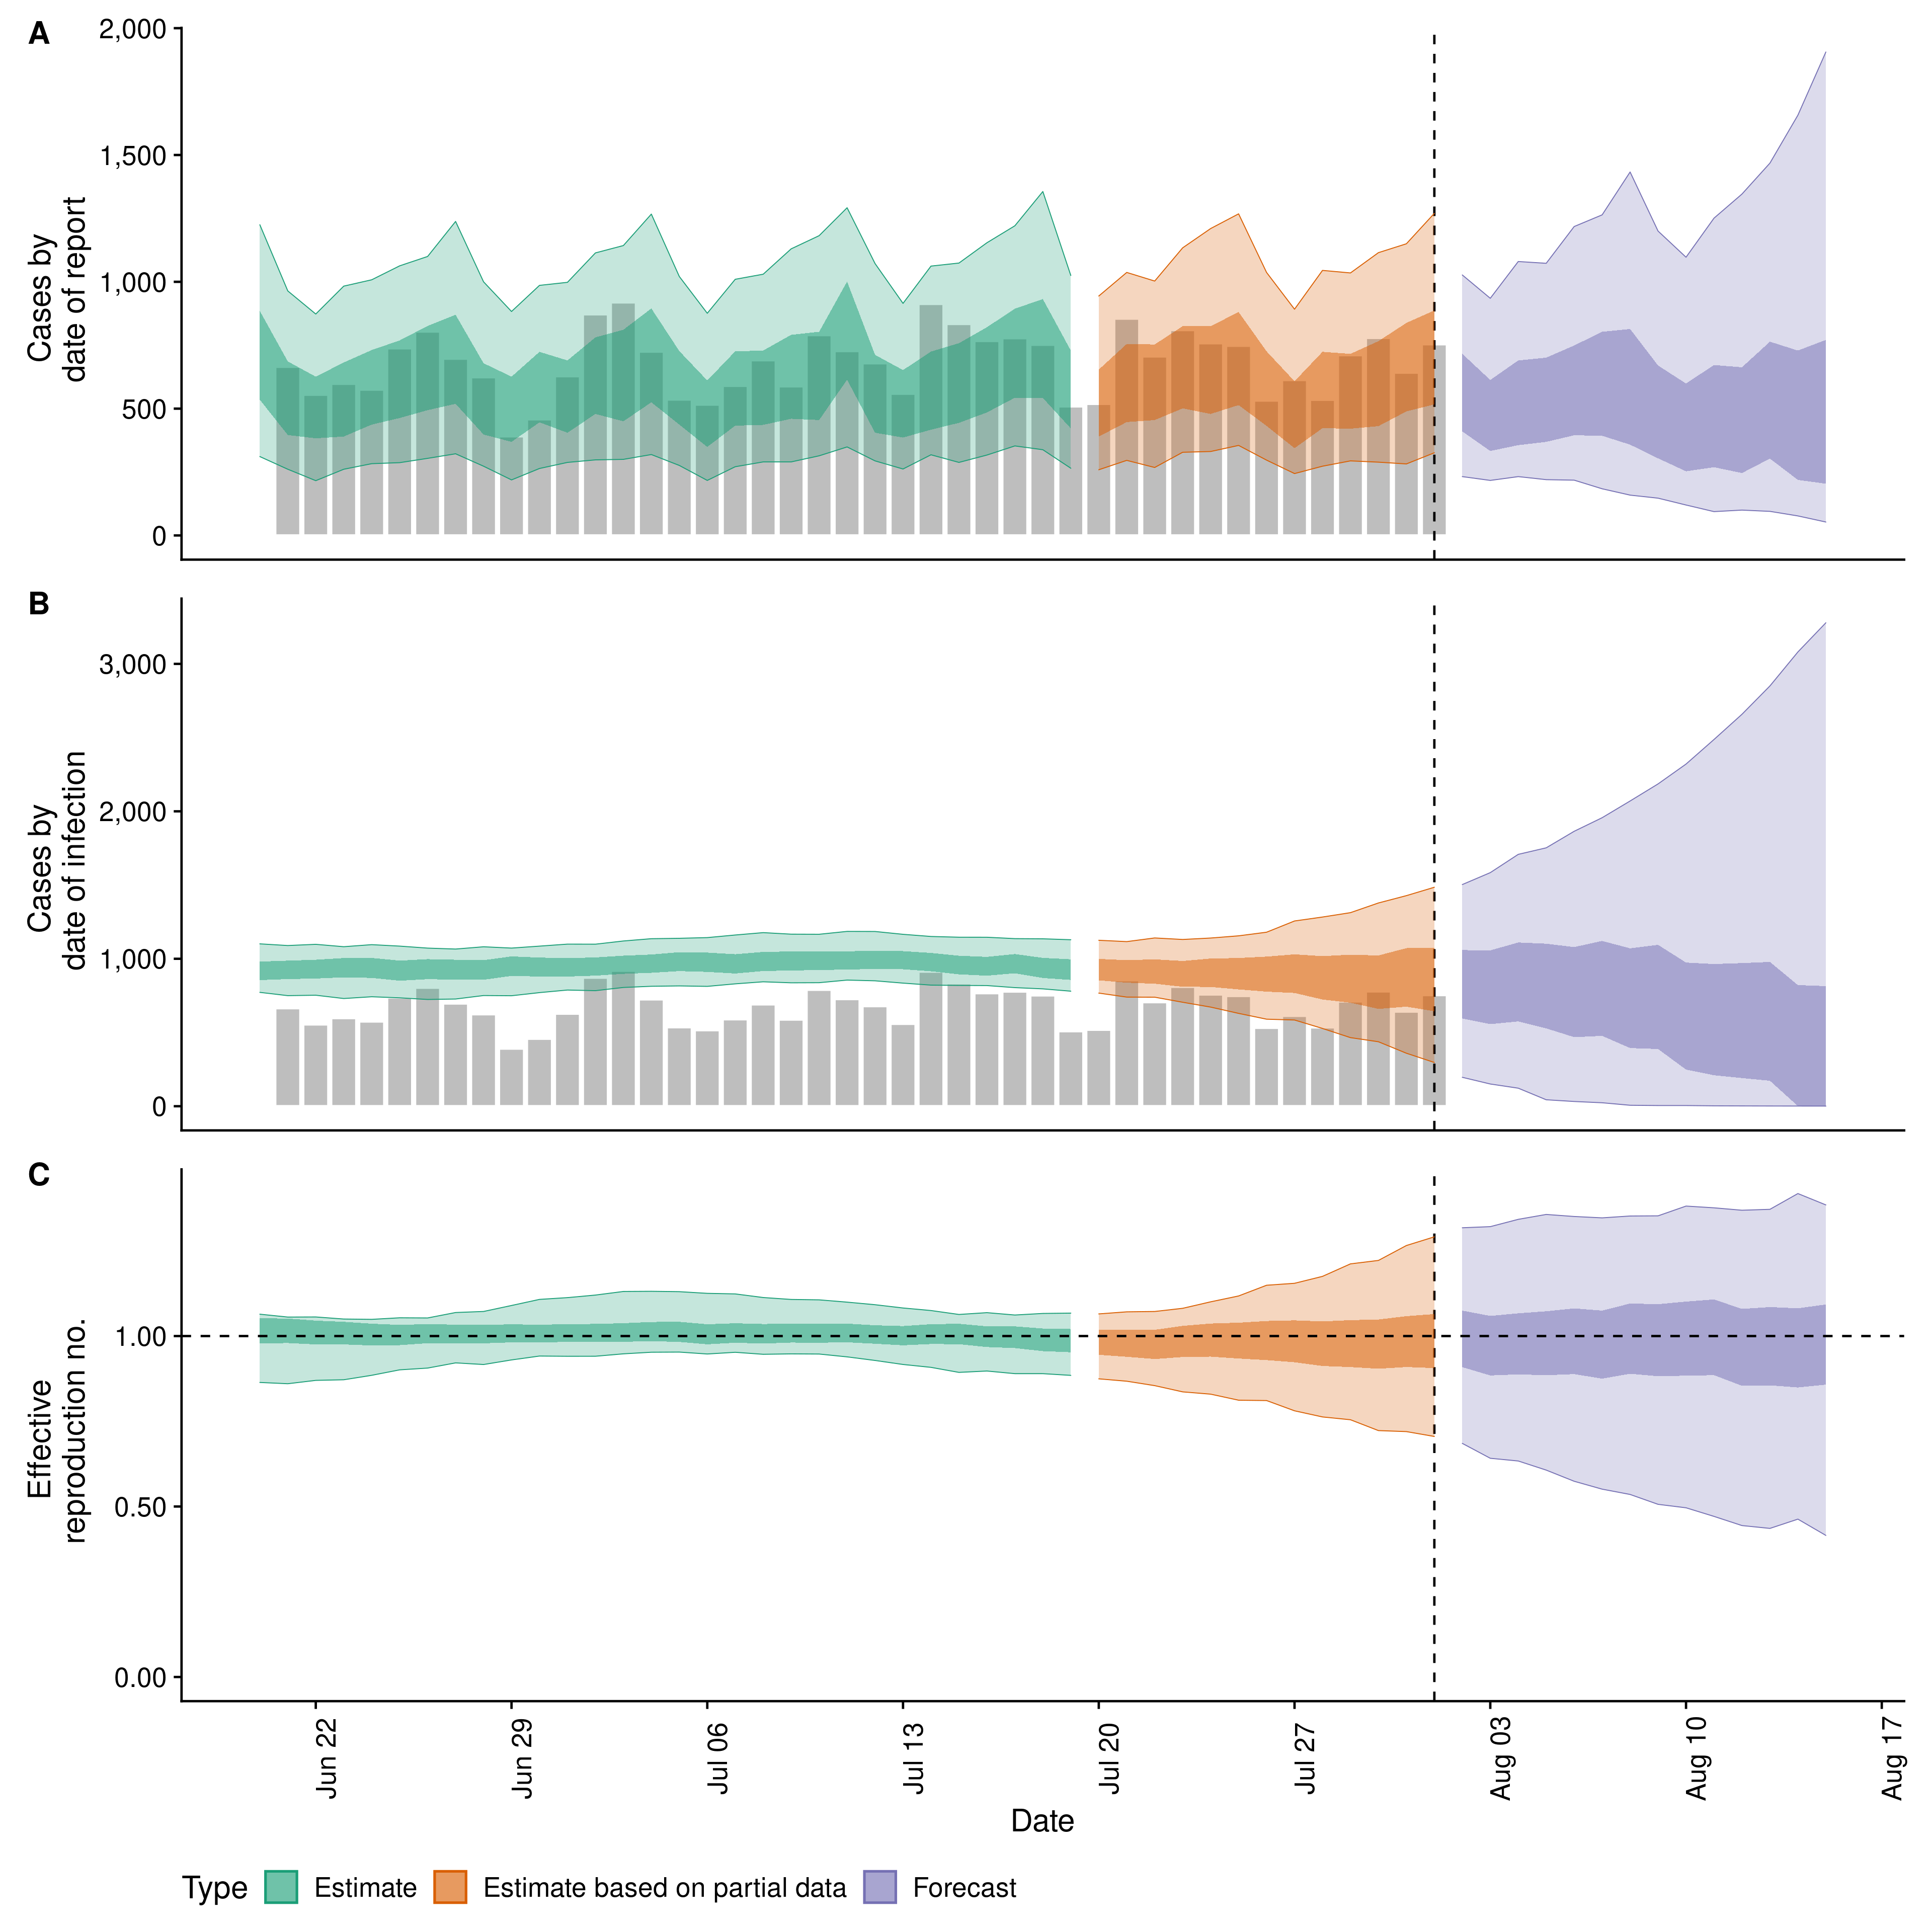 A
2,000
1,500
1,000
500
0
Cases by
date of report
B
3,000
2,000
1,000
0
Cases by
date of infection
C
1.00
0.50
0.00
Effective
reproduction no.
Jun 22
Jun 29
Jul 06
Jul 13
Jul 20
Jul 27
Aug 03
Aug 10
Aug 17
Date
Type Estimate Estimate based on partial data Forecast